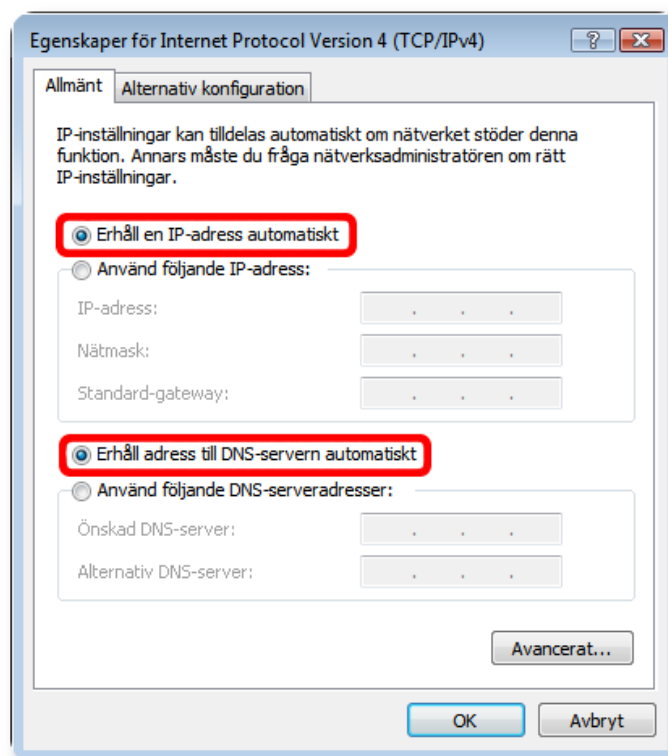 Egenskaper för Internet Protocol Version 4 (TCP/IPv4)
Allmänt
Alternativ konfiguration
IP-inställningar kan tilldelas automatiskt om nätverket stöder denna
funktion. Annars måste du fråga nätverksadministratören om rätt
IP-inställningar.
Erhåll en IP-adress automatiskt
Använd följande IP-adress:
IP-adress:
Nätmask:
Standard-gateway:
Erhåll adress till DNS-servern automatiskt
Använd följande DNS-serveradresser:
Önskad DNS-server:
Alternativ DNS-server:
Avancerat...
OK
Avbryt